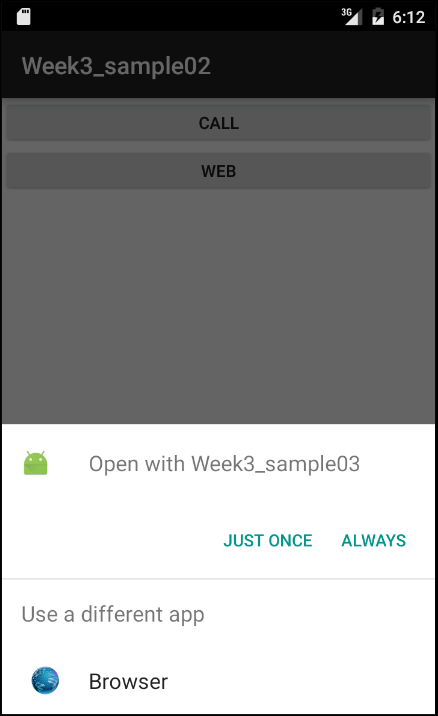 3G 6:12
Week3_sample02
CALL
WEB
Open with Week3_sample03
JUST ONCE ALWAYS
Use a different app
Browser